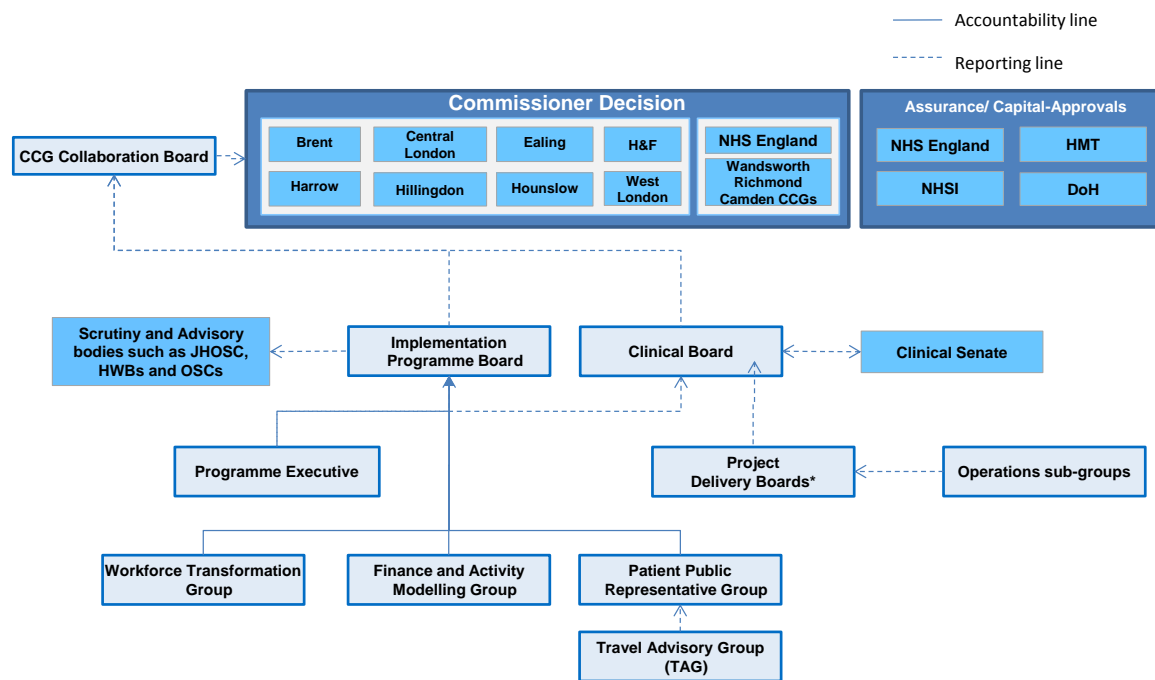 Accountability line
Reporting line
Commissioner Decision
Assurance/ Capital-Approvals
CCG Collaboration Board
Brent
Central
London
Ealing
H&F
Harrow
Hillingdon
Hounslow
West
London
NHS England
Wandsworth
Richmond
Camden CCGs
NHS England
HMT
NHSI
DoH
Scrutiny and Advisory
bodies such as JHOSC,
HWBs and OSCs
Implementation
Programme Board
Clinical Board
Clinical Senate
Programme Executive
Project
Delivery Boards*
Operations sub-groups
Workforce Transformation
Group
Finance and Activity
Modelling Group
Patient Public
Representative Group
Travel Advisory Group
(TAG)